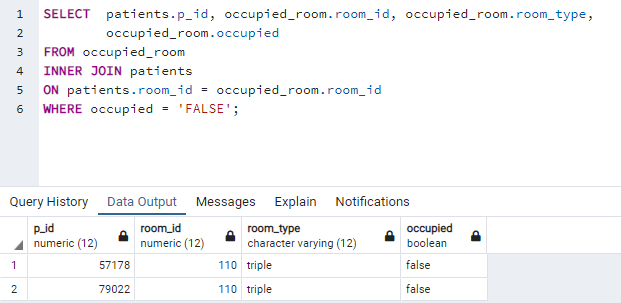 1 SELECT patients.p_id, occupied_room.room_id, occupied_room.room_type,
2 occupied_room.occupied
3 FROM occupied_room
4 INNER JOIN patients
5 ON patients.room_id = occupied_room.room_id
6 WHERE occupied = 'FALSE';
Query History Data Output Messages Explain Notifications
p_id room_id room_type occupied
numeric (12) numeric (12) character varying (12) boolean
1 57178 110 triple false
2 79022 110 triple false